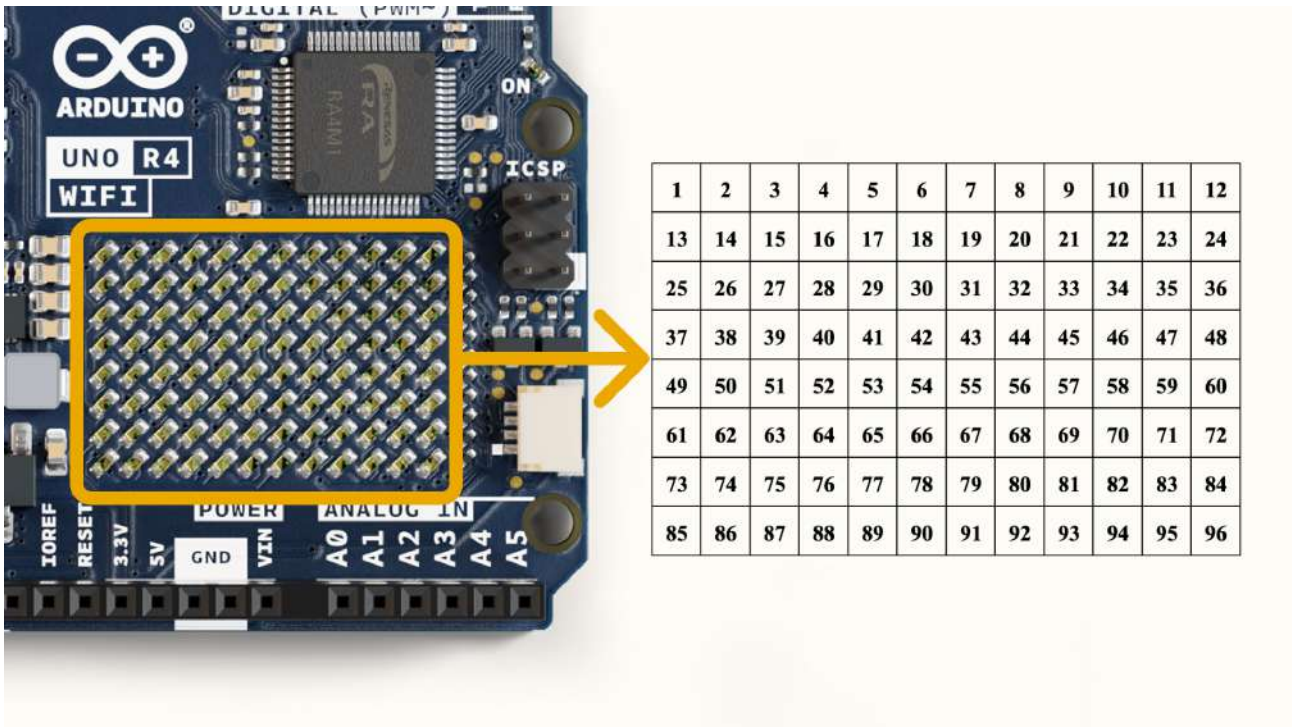 DIGITAL (PWM~)
®
ARDUINO
UNO R4
WIFI
RENESAS
RA
RA4M1
ON
ICSP
POWER
ANALOG IN
IOREF
RESET
3.3V
5V
GND
VIN
A0
A1
A2
A3
A4
A5
1 2 3 4 5 6 7 8 9 10 11 12
13 14 15 16 17 18 19 20 21 22 23 24
25 26 27 28 29 30 31 32 33 34 35 36
37 38 39 40 41 42 43 44 45 46 47 48
49 50 51 52 53 54 55 56 57 58 59 60
61 62 63 64 65 66 67 68 69 70 71 72
73 74 75 76 77 78 79 80 81 82 83 84
85 86 87 88 89 90 91 92 93 94 95 96